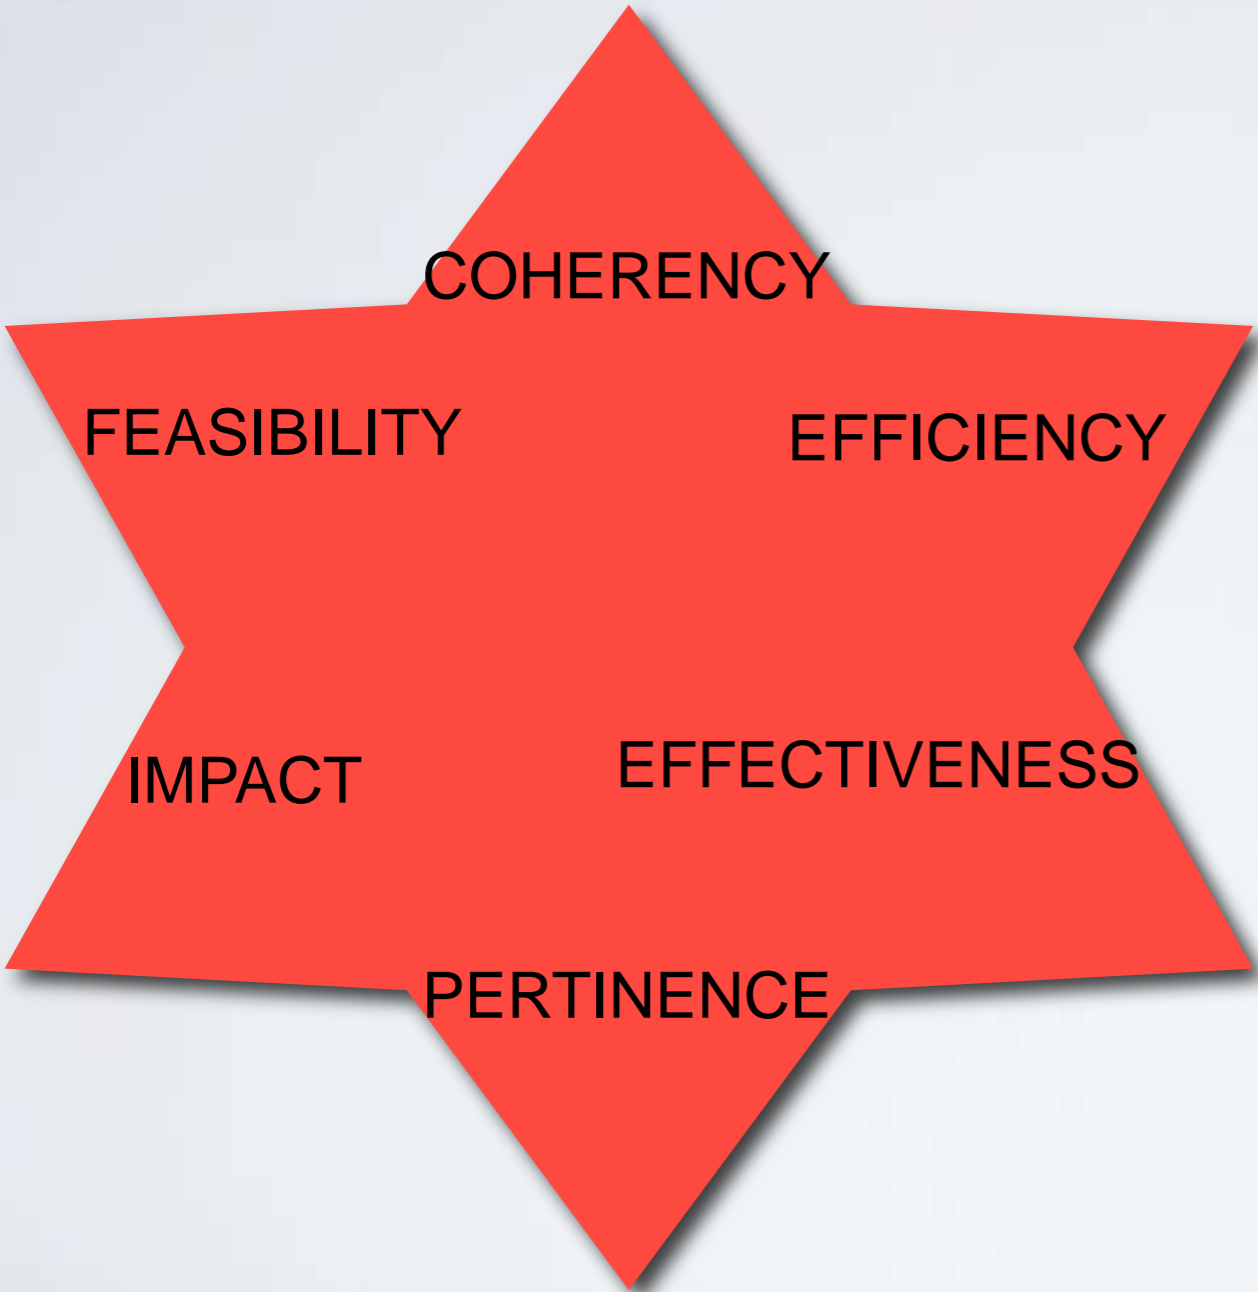 COHERENCY
FEASIBILITY
EFFICIENCY
EFFECTIVENESS
IMPACT
PERTINENCE